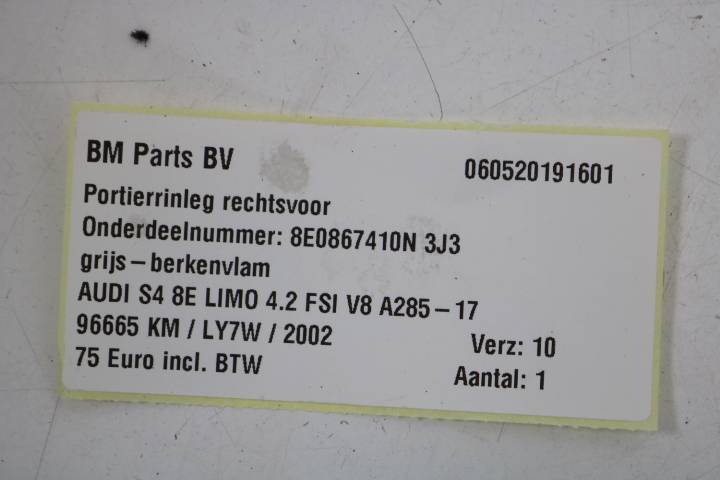 BM Parts BV 060520191601
Portierrinleg rechtsvoor
Onderdeelnummer: 8E0867410N 3J3
grijs-berkenvlam
AUDI S4 8E LIMO 4.2 FSI V8 A285-17
96665 KM / LY7W / 2002 Verz: 10
75 Euro incl. BTW Aantal: 1